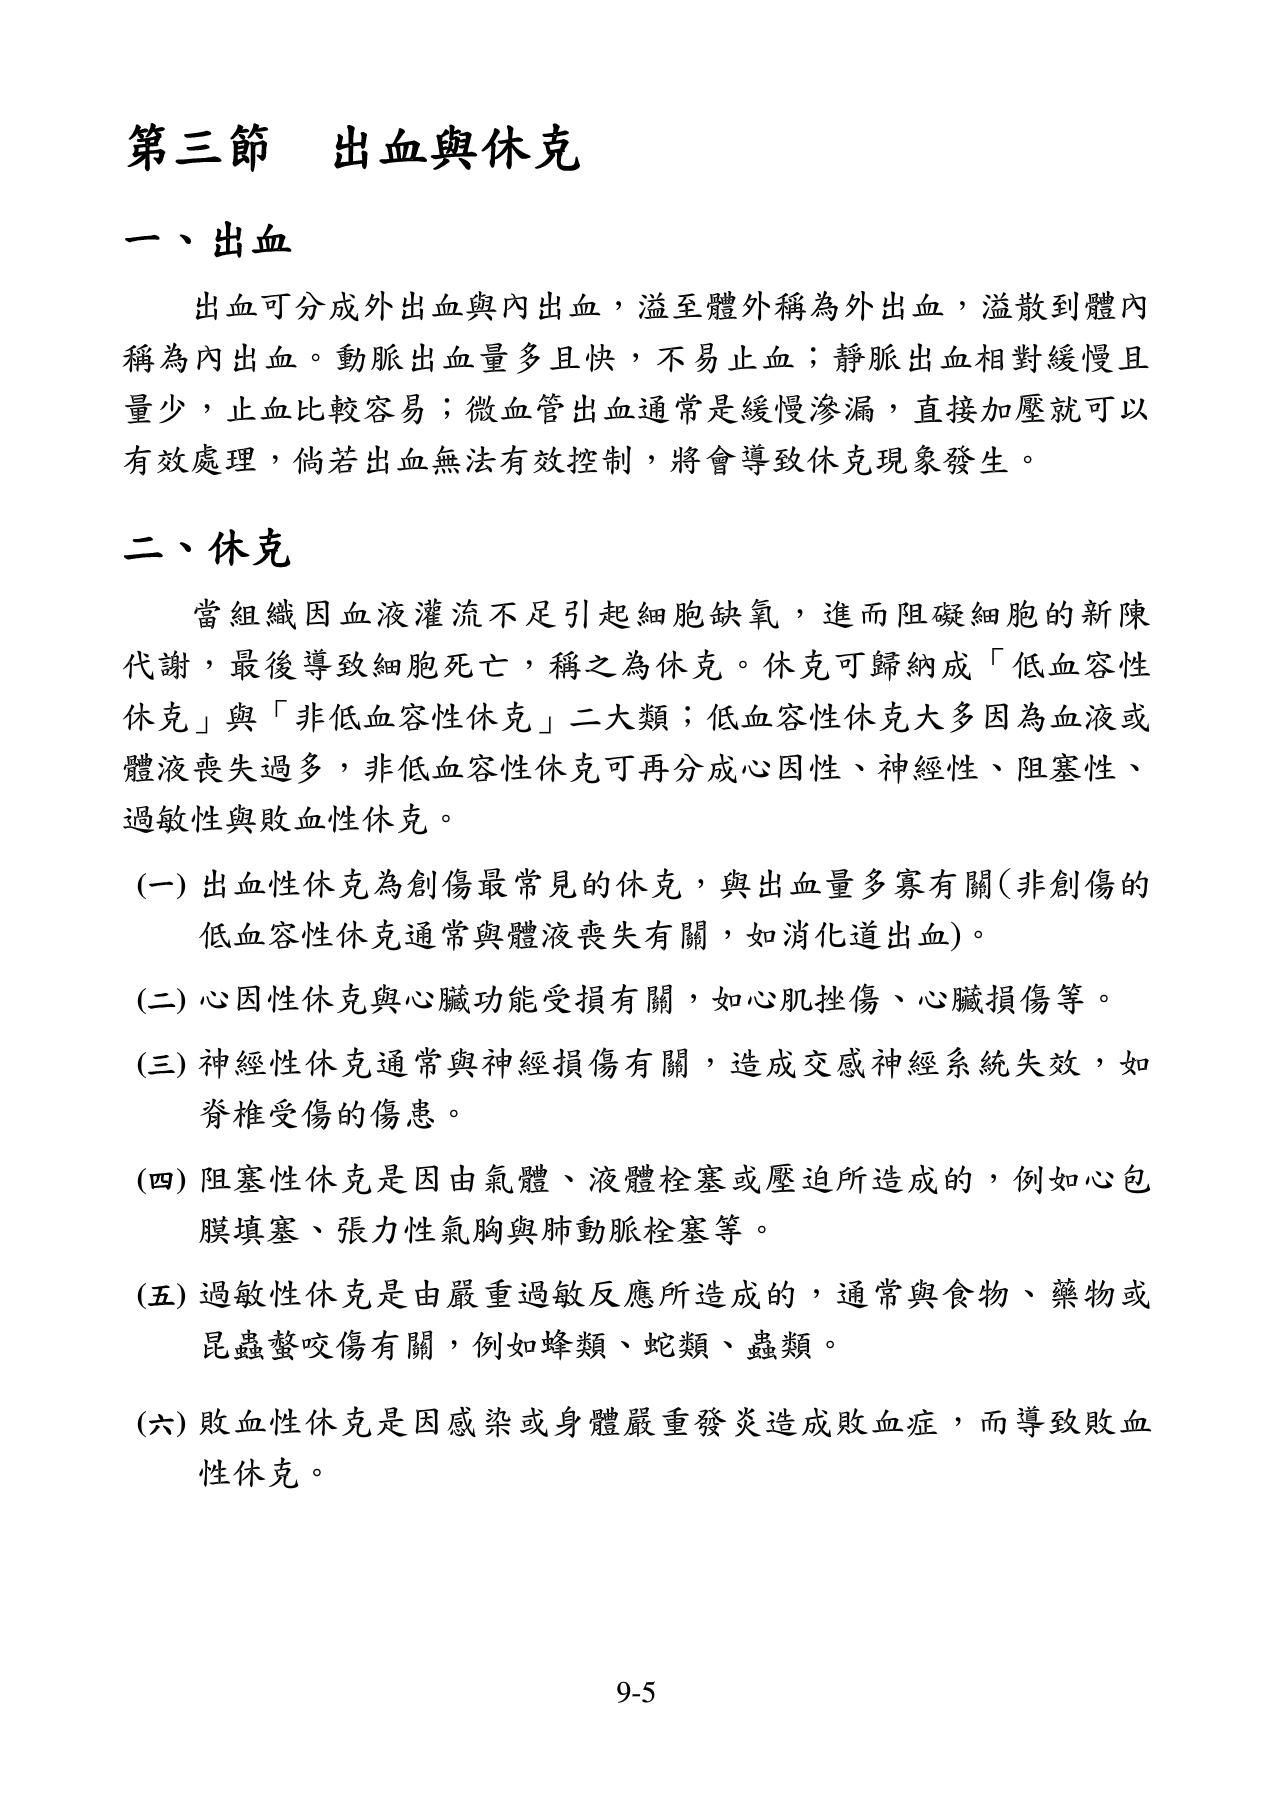 第三節　出血與休克
一、出血
出血可分成外出血與內出血，溢至體外稱為外出血，溢散到體內
稱為內出血。動脈出血量多且快，不易止血；靜脈出血相對緩慢且
量少，止血比較容易；微血管出血通常是緩慢滲漏，直接加壓就可以
有效處理，倘若出血無法有效控制，將會導致休克現象發生。
二、休克
當組織因血液灌流不足引起細胞缺氧，進而阻礙細胞的新陳
代謝，最後導致細胞死亡，稱之為休克。休克可歸納成「低血容性
休克」與「非低血容性休克」二大類；低血容性休克大多因為血液或
體液喪失過多，非低血容性休克可再分成心因性、神經性、阻塞性、
過敏性與敗血性休克。
(一) 出血性休克為創傷最常見的休克，與出血量多寡有關(非創傷的
低血容性休克通常與體液喪失有關，如消化道出血)。
(二) 心因性休克與心臟功能受損有關，如心肌挫傷、心臟損傷等。
(三) 神經性休克通常與神經損傷有關，造成交感神經系統失效，如
脊椎受傷的傷患。
(四) 阻塞性休克是因由氣體、液體栓塞或壓迫所造成的，例如心包
膜填塞、張力性氣胸與肺動脈栓塞等。
(五) 過敏性休克是由嚴重過敏反應所造成的，通常與食物、藥物或
昆蟲螫咬傷有關，例如蜂類、蛇類、蟲類。
(六) 敗血性休克是因感染或身體嚴重發炎造成敗血症，而導致敗血
性休克。
9-5